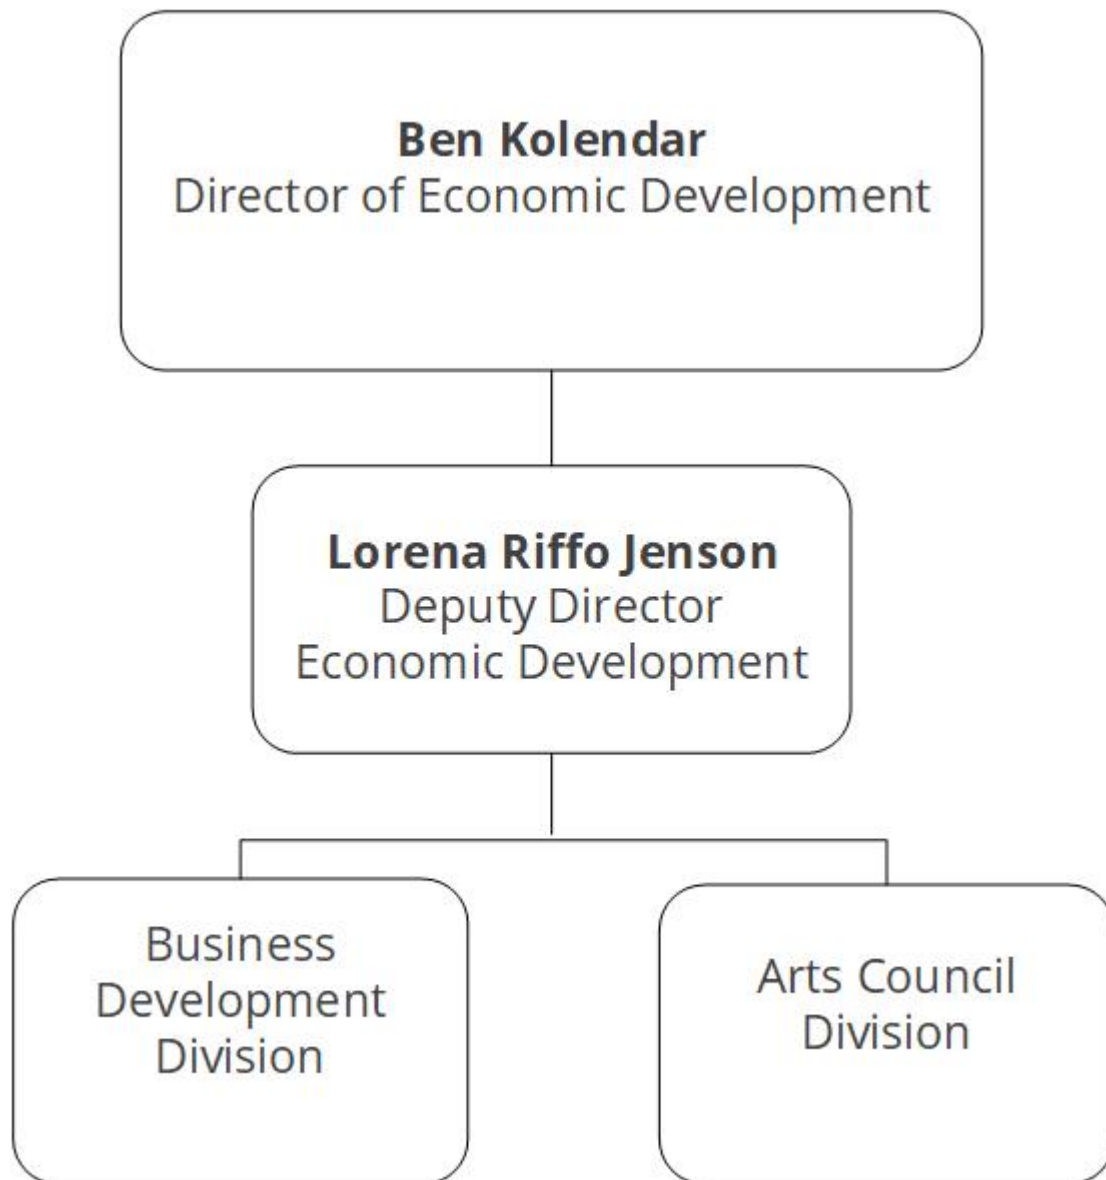 Ben Kolendar
Director of Economic Development
Lorena Riffo Jenson
Deputy Director
Economic Development
Business
Development
Division
Arts Council
Division